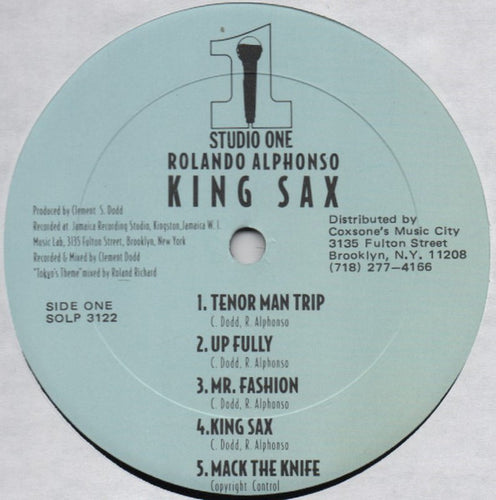 1
STUDIO ONE
ROLANDO ALPHONSO
KING SAX
Produced by Clement S. Dodd
Recorded at Jamaica Recording Studio, Kingston, Jamaica W. I.
Music Lab, 3135 Fulton Street, Brooklyn, New York
Recorded & Mixed by Clement Dodd
"Tokyo's Theme" mixed by Roland Richard
Distributed by
Coxsone's Music City
3135 Fulton Street
Brooklyn, N.Y. 11208
(718) 277-4166
SIDE ONE
SOLP 3122
1. TENOR MAN TRIP
C. Dodd, R. Alphonso
2. UP FULLY
C. Dodd, R. Alphonso
3. MR. FASHION
C. Dodd, R. Alphonso
4. KING SAX
C. Dodd, R. Alphonso
5. MACK THE KNIFE
Copyright Control